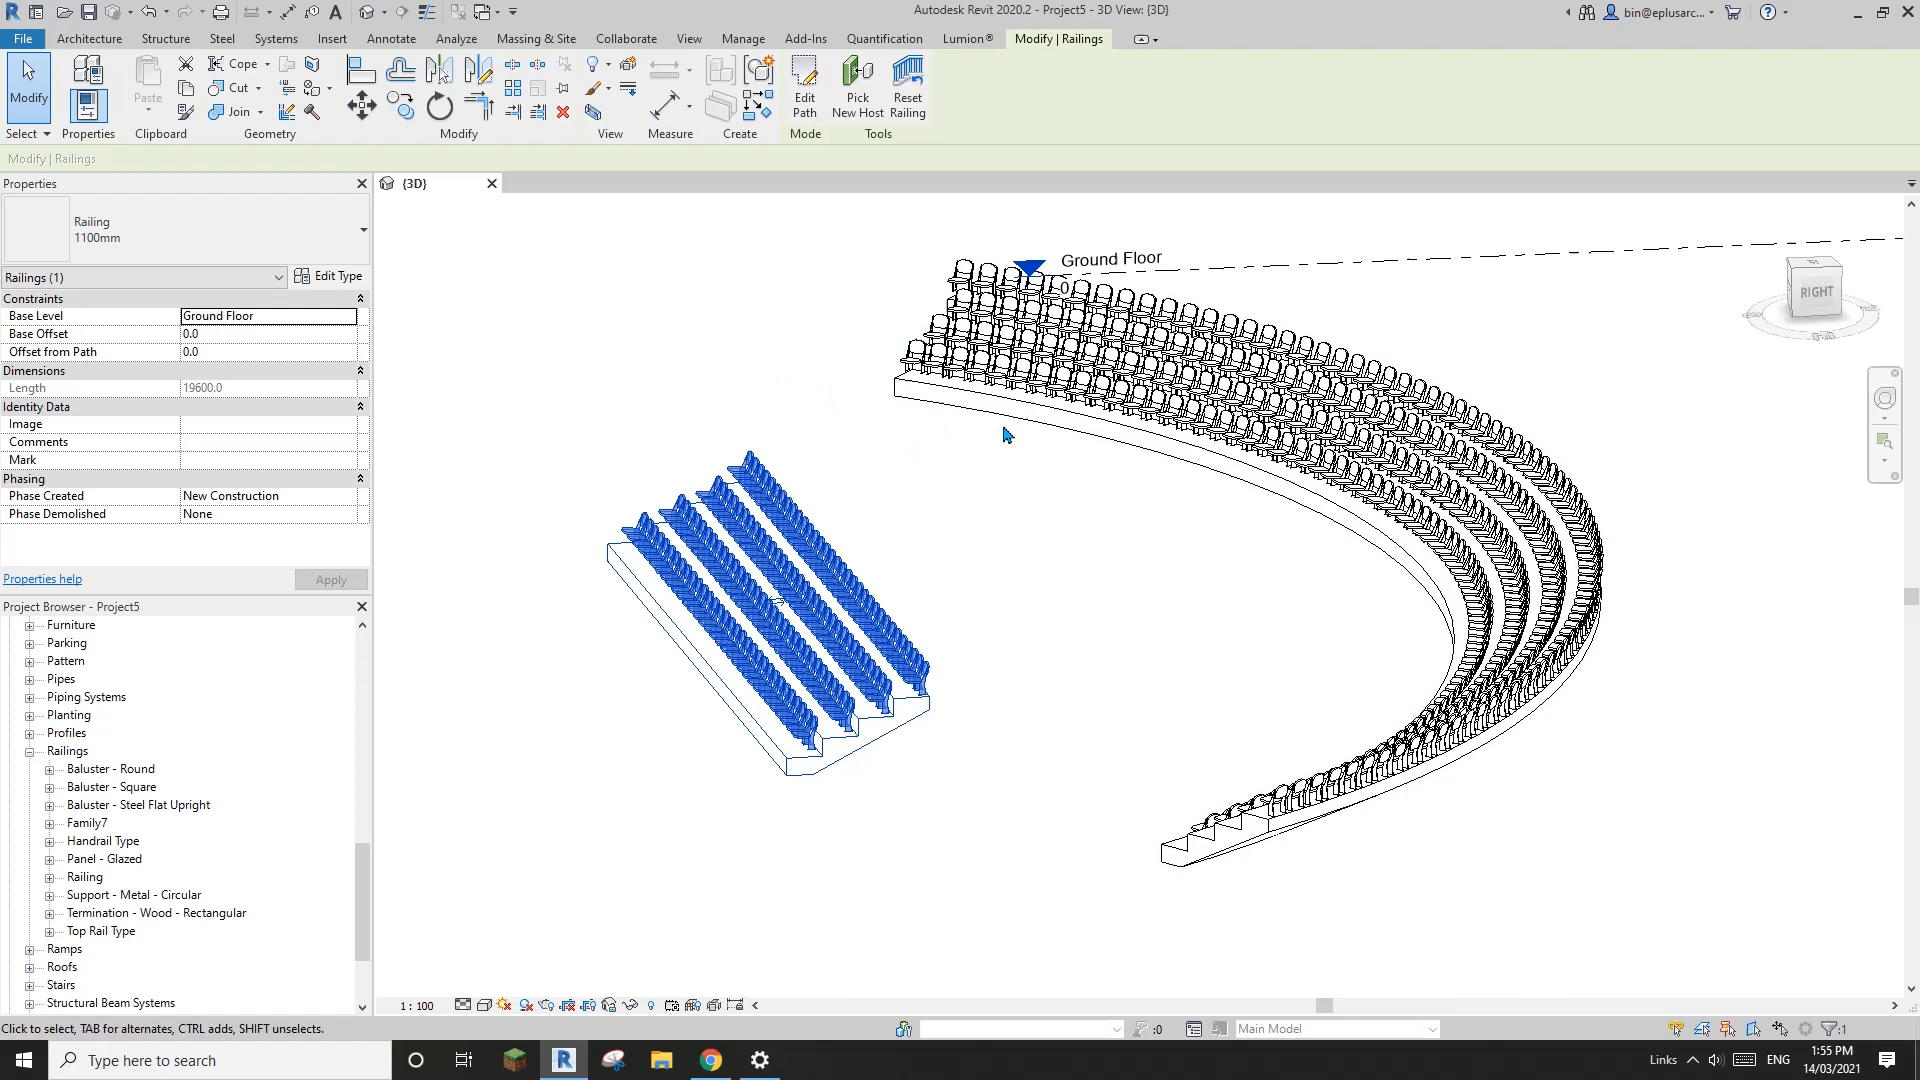 Autodesk Revit 2020.2 - Project5 - 3D View: {3D}
bin@eplusarc...
File Architecture Structure Steel Systems Insert Annotate Analyze Massing & Site Collaborate View Manage Add-Ins Quantification Lumion® Modify | Railings
Modify
Paste
Cope
Cut
Join
Edit
Path
Pick
New Host
Reset
Railing
Select Properties Clipboard Geometry Modify View Measure Create Mode Tools
Modify | Railings
Properties
{3D}
Railing
1100mm
Railings (1)
Edit Type
Constraints
Base Level Ground Floor
Base Offset 0.0
Offset from Path 0.0
Dimensions
Length 19600.0
Identity Data
Image
Comments
Mark
Phasing
Phase Created New Construction
Phase Demolished None
Properties help
Apply
Project Browser - Project5
Furniture
Parking
Pattern
Pipes
Piping Systems
Planting
Profiles
Railings
Baluster - Round
Baluster - Square
Baluster - Steel Flat Upright
Family7
Handrail Type
Panel - Glazed
Railing
Support - Metal - Circular
Termination - Wood - Rectangular
Top Rail Type
Ramps
Roofs
Stairs
Structural Beam Systems
Ground Floor
0
RIGHT
1 : 100
Click to select, TAB for alternates, CTRL adds, SHIFT unselects.
:0
Main Model
:1
Type here to search
Links
ENG
1:55 PM
14/03/2021